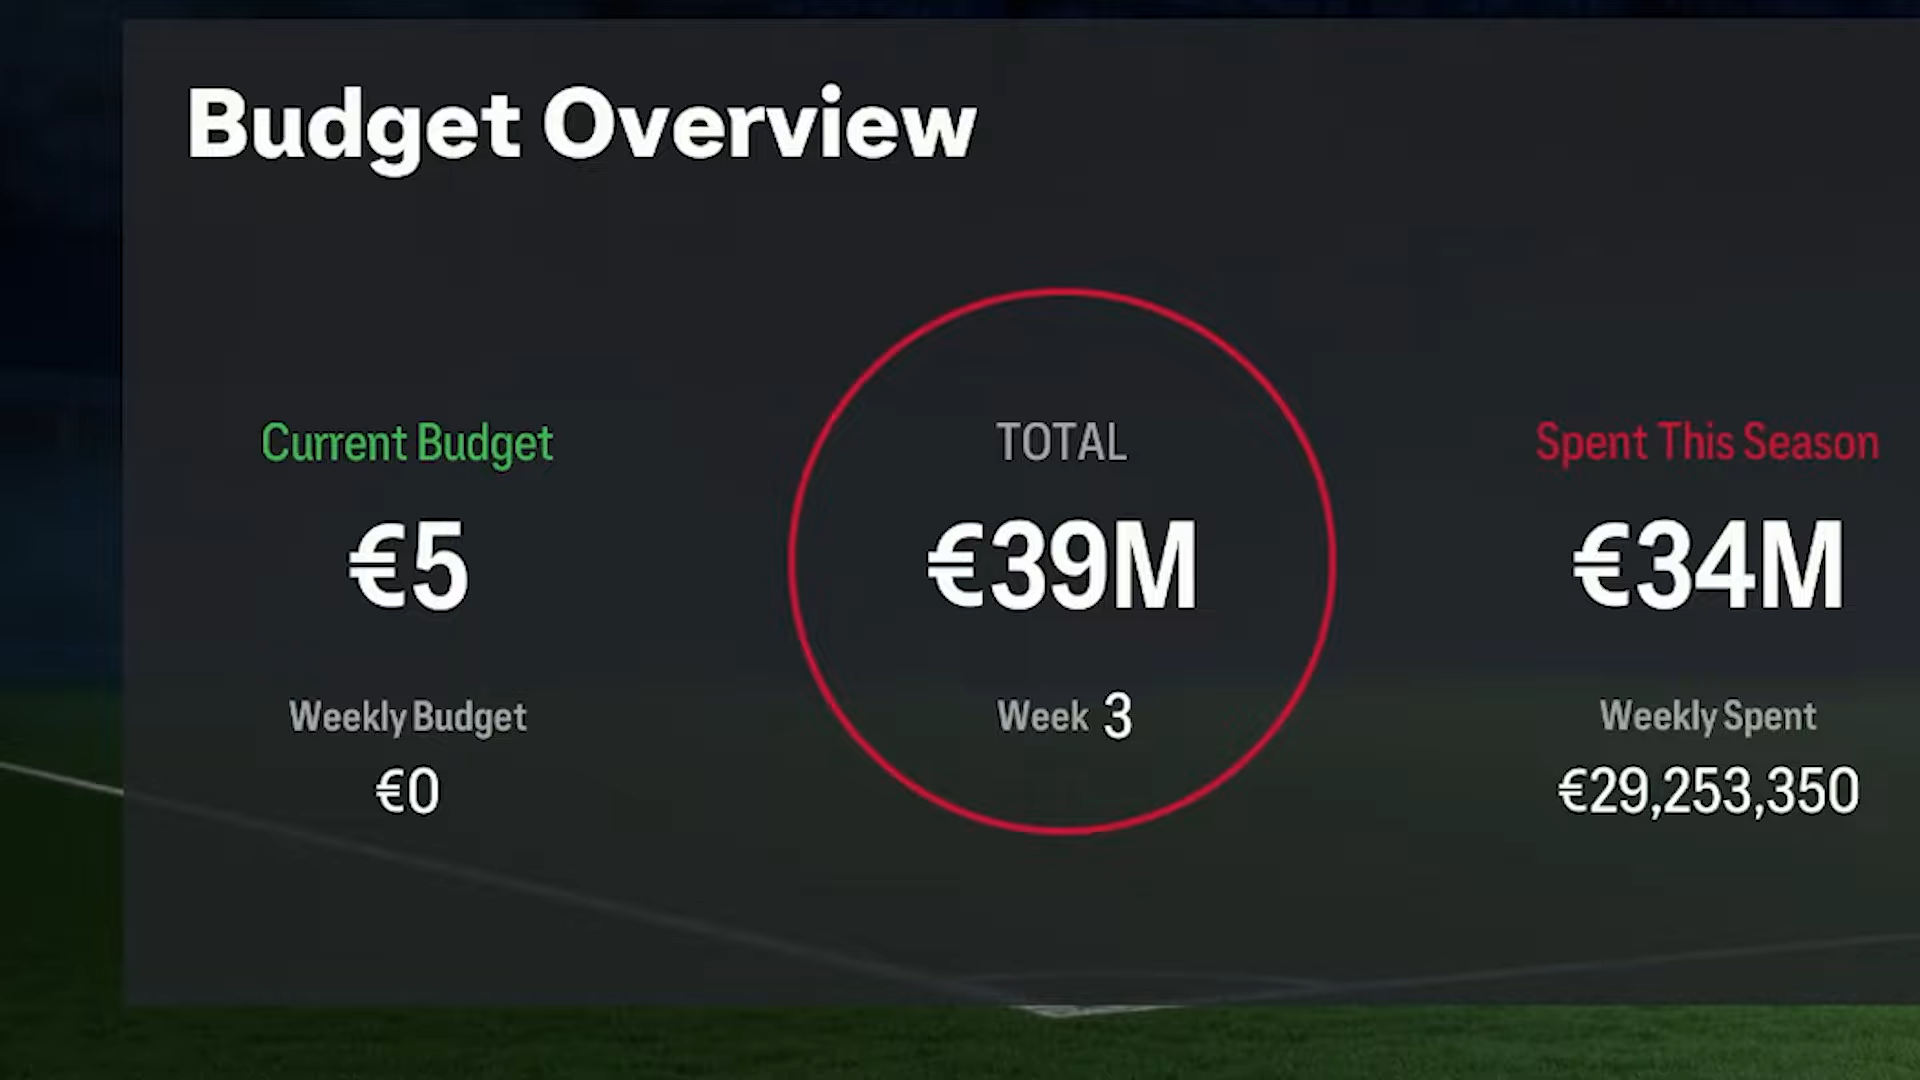 Budget Overview
Current Budget
€5
Weekly Budget
€0
TOTAL
€39M
Week 3
Spent This Season
€34M
Weekly Spent
€29,253,350